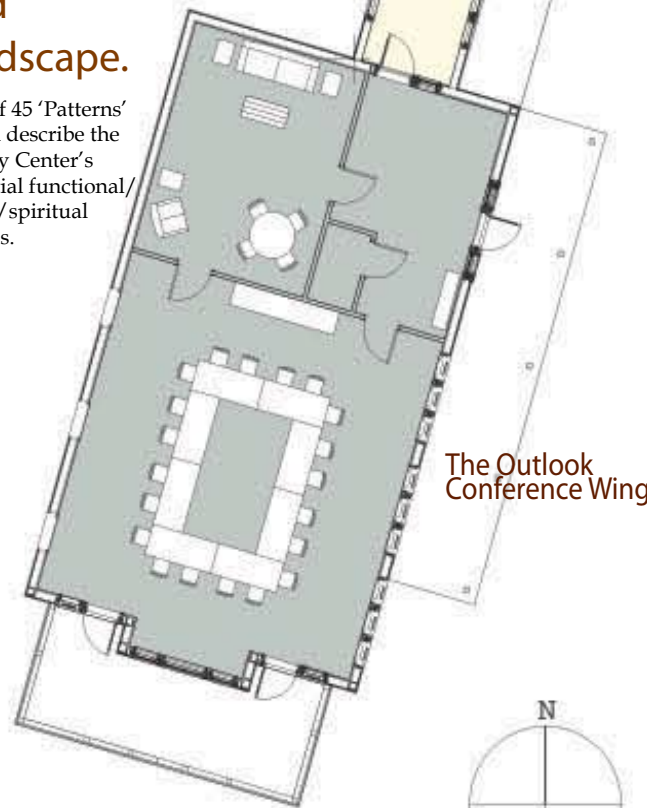 dscape.
f 45 ‘Patterns’
describe the
y Center’s
ial functional/
/spiritual
s.
The Outlook
Conference Wing
N